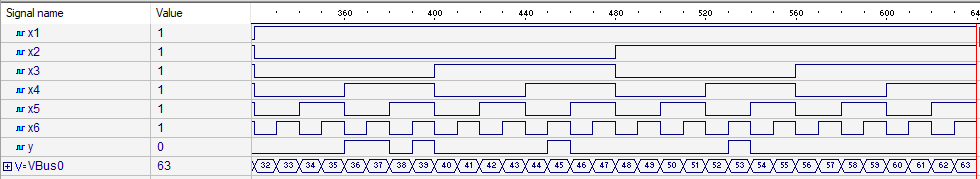 Signal name Value 360 400 440 480 520 560 600 64
x1 1
x2 1
x3 1
x4 1
x5 1
x6 1
y 0
V=VBus0 63 32 33 34 35 36 37 38 39 40 41 42 43 44 45 46 47 48 49 50 51 52 53 54 55 56 57 58 59 60 61 62 63